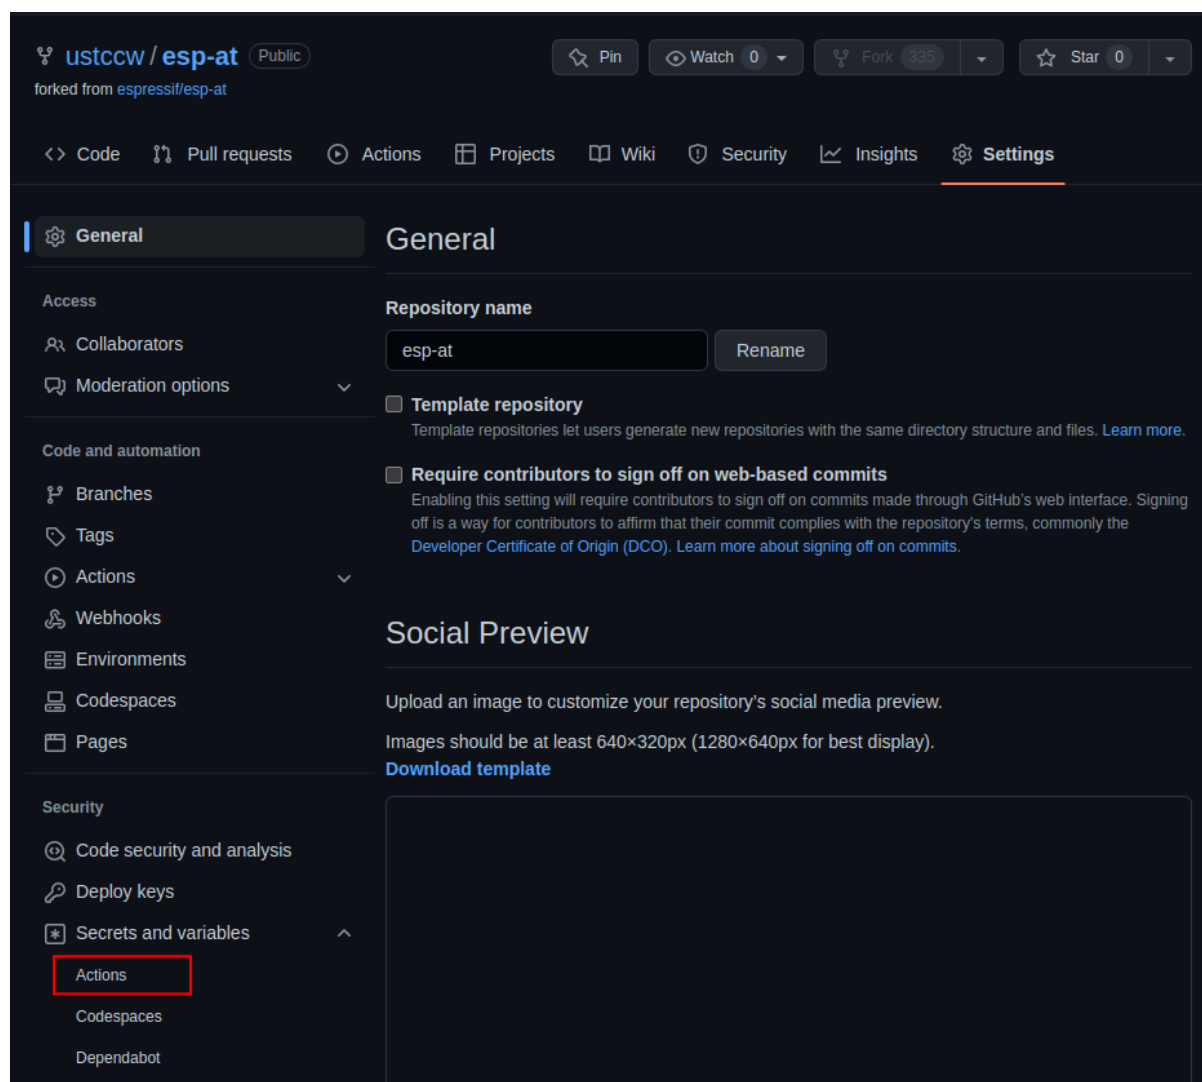 ustccw / esp-at Public
Pin
Watch 0
Fork 335
Star 0
forked from espressif/esp-at
Code
Pull requests
Actions
Projects
Wiki
Security
Insights
Settings
General
Access
Collaborators
Moderation options
Code and automation
Branches
Tags
Actions
Webhooks
Environments
Codespaces
Pages
Security
Code security and analysis
Deploy keys
Secrets and variables
Actions
Codespaces
Dependabot
General
Repository name
esp-at
Rename
Template repository
Template repositories let users generate new repositories with the same directory structure and files. Learn more.
Require contributors to sign off on web-based commits
Enabling this setting will require contributors to sign off on commits made through GitHub's web interface. Signing
off is a way for contributors to affirm that their commit complies with the repository's terms, commonly the
Developer Certificate of Origin (DCO). Learn more about signing off on commits.
Social Preview
Upload an image to customize your repository's social media preview.
Images should be at least 640×320px (1280×640px for best display).
Download template